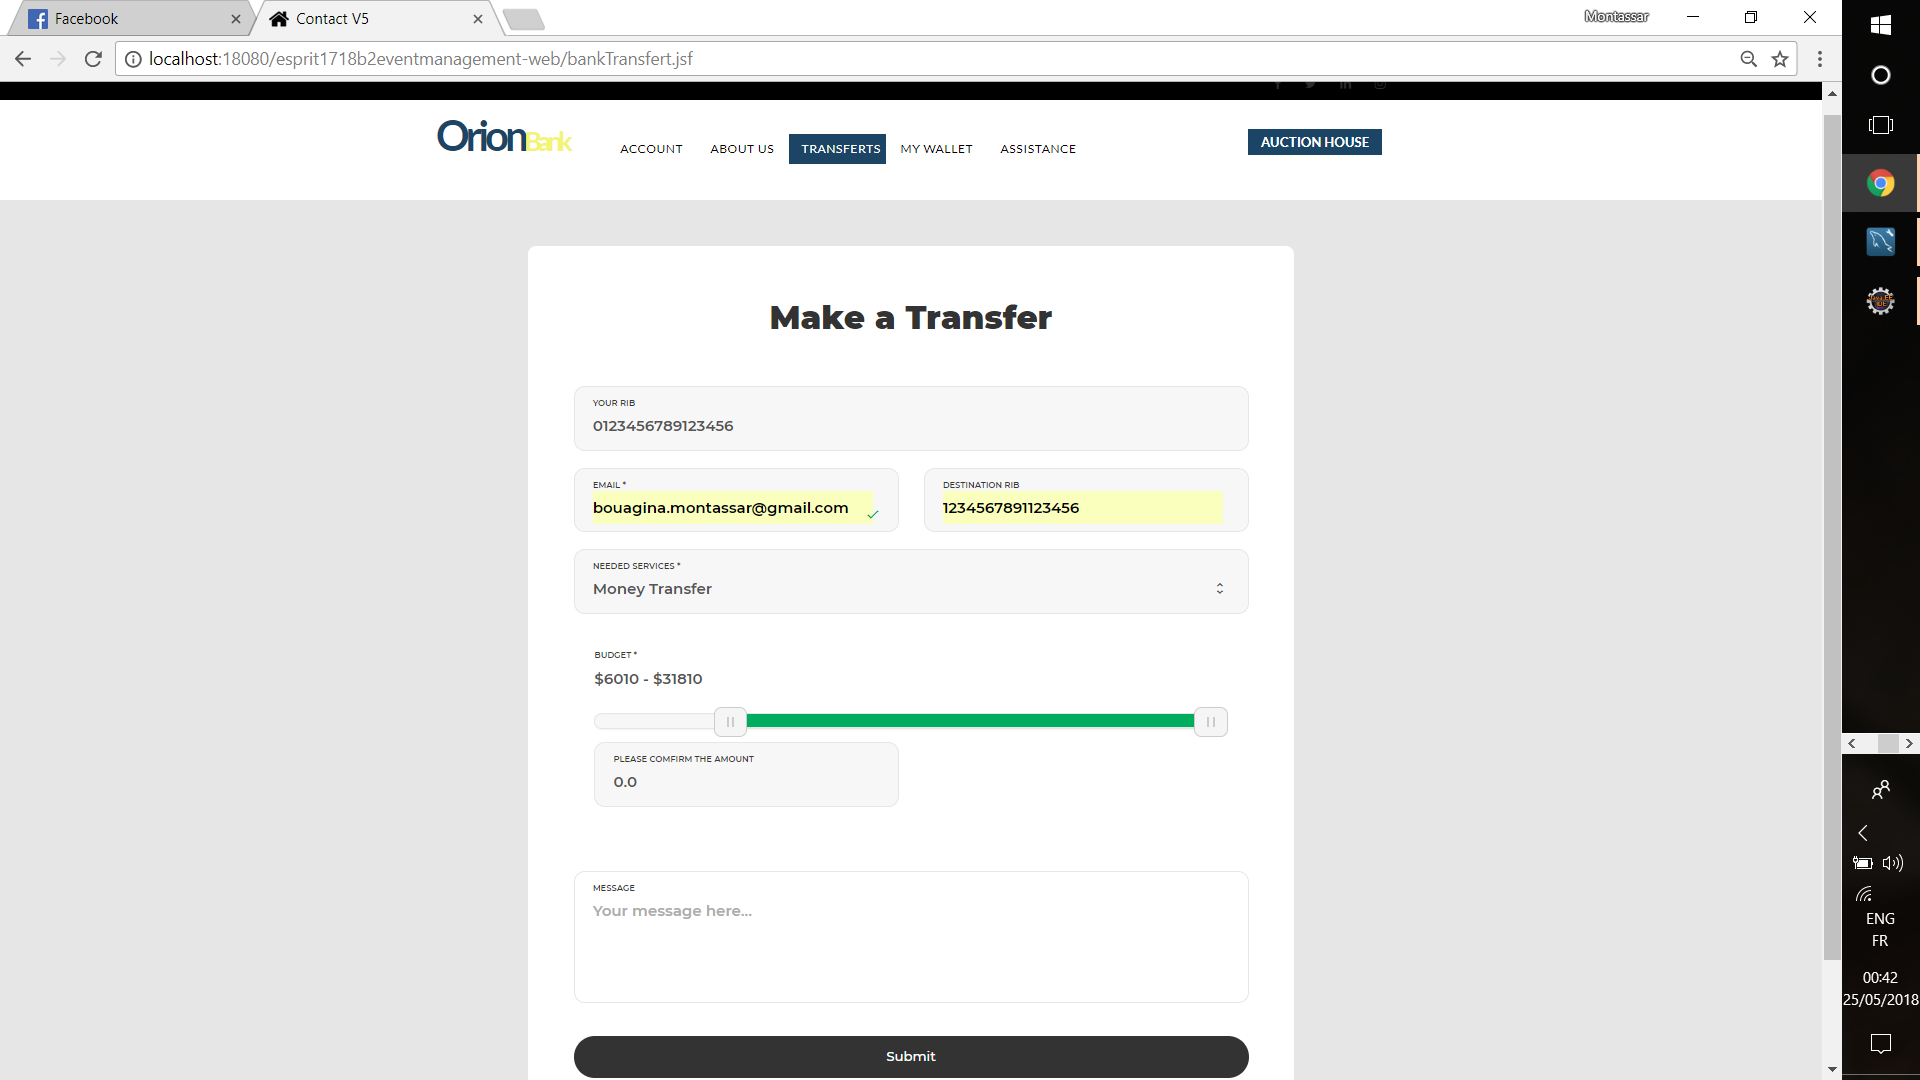 Facebook
Contact V5
Montassar
localhost:18080/esprit1718b2eventmanagement-web/bankTransfert.jsf
OrionBank
ACCOUNT
ABOUT US
TRANSFERTS
MY WALLET
ASSISTANCE
AUCTION HOUSE
Make a Transfer
YOUR RIB
0123456789123456
EMAIL *
bouagina.montassar@gmail.com
DESTINATION RIB
1234567891123456
NEEDED SERVICES *
Money Transfer
BUDGET *
$6010 - $31810
PLEASE COMFIRM THE AMOUNT
0.0
MESSAGE
Your message here...
Submit
ENG
FR
00:42
25/05/2018